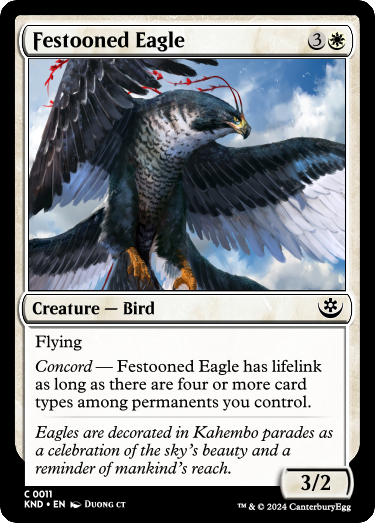 Festooned Eagle 3
Creature — Bird
Flying
Concord — Festooned Eagle has lifelink
as long as there are four or more card
types among permanents you control.
Eagles are decorated in Kahembo parades as
a celebration of the sky's beauty and a
reminder of mankind's reach.
3/2
C 0011
KND • EN Duong ct
™ & © 2024 CanterburyEgg